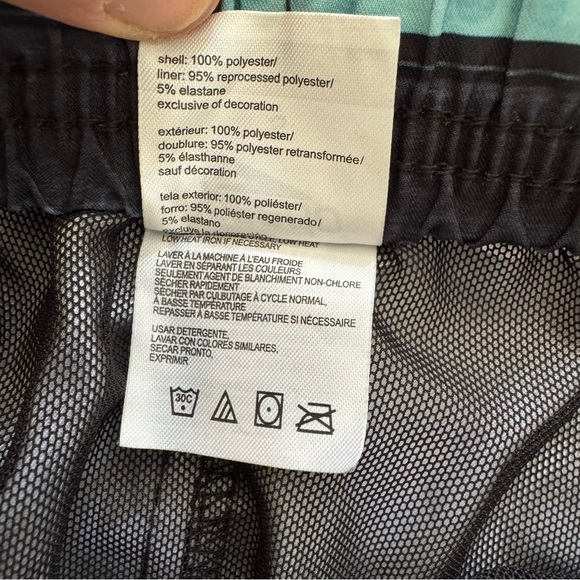 shell: 100% polyester/
liner: 95% reprocessed polyester/
5% elastane
exclusive of decoration
extérieur: 100% polyester/
doublure: 95% polyester retransformée/
5% élasthanne
sauf décoration
tela exterior: 100% poliéster/
forro: 95% poliéster regenerado/
5% elastano
LOW HEAT
LOW HEAT IRON IF NECESSARY
LAVER À LA MACHINE À L'EAU FROIDE
LAVER EN SÉPARANT LES COULEURS
SEULEMENT AGENT DE BLANCHIMENT NON-CHLORE
SÉCHER RAPIDEMENT
SÉCHER PAR CULBUTAGE À CYCLE NORMAL,
À BASSE TEMPÉRATURE
REPASSER À BASSE TEMPÉRATURE SI NÉCESSAIRE
USAR DETERGENTE,
LAVAR CON COLORES SIMILARES,
SECAR PRONTO,
EXPRIMIR
30C